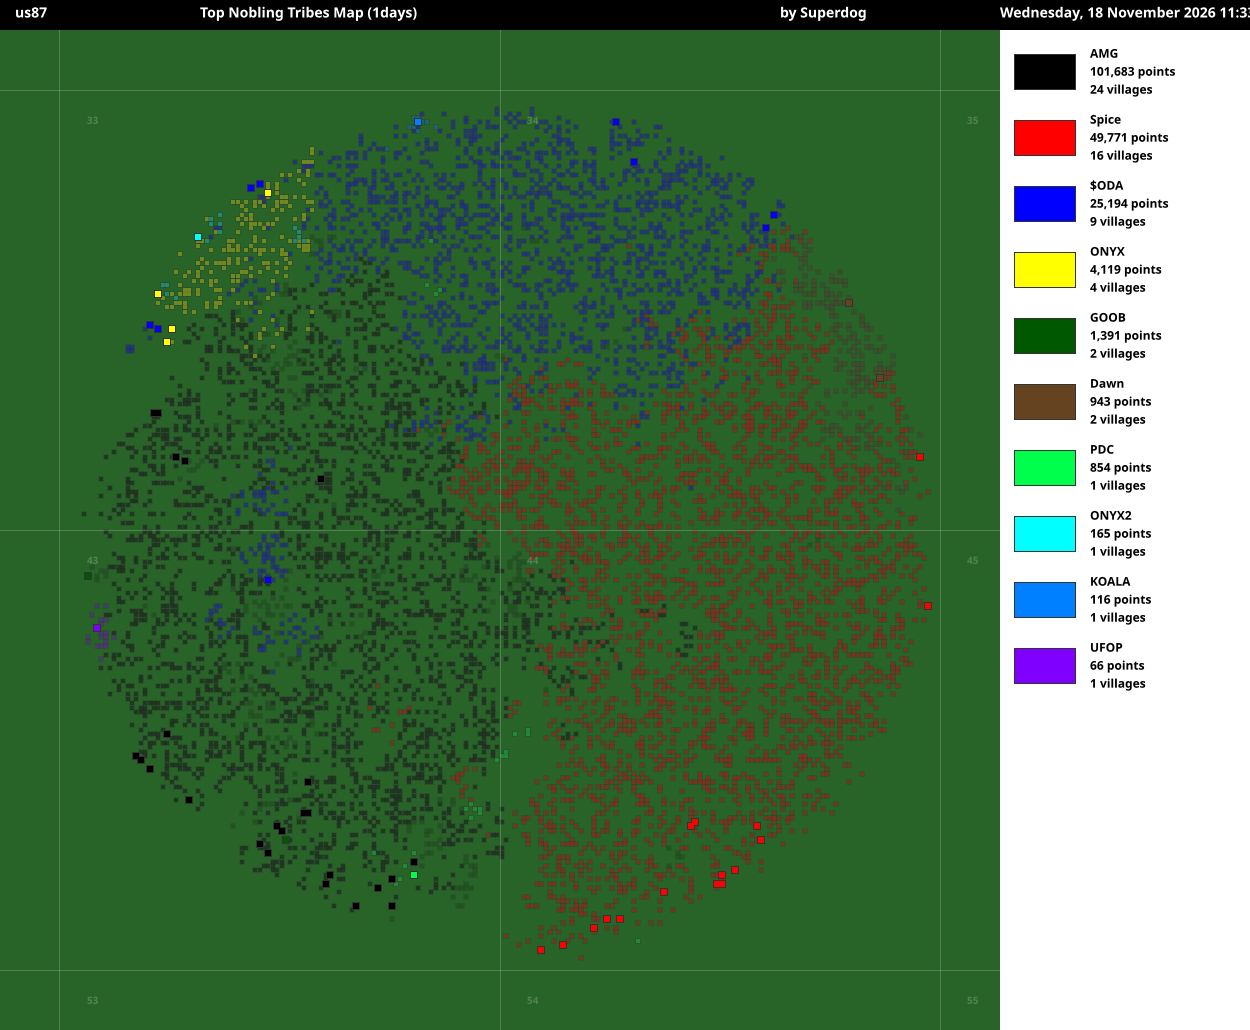 us87
Top Nobling Tribes Map (1days)
by Superdog
Wednesday, 18 November 2026 11:33
33
34
35
43
44
45
53
54
55
AMG
101,683 points
24 villages
Spice
49,771 points
16 villages
$ODA
25,194 points
9 villages
ONYX
4,119 points
4 villages
GOOB
1,391 points
2 villages
Dawn
943 points
2 villages
PDC
854 points
1 villages
ONYX2
165 points
1 villages
KOALA
116 points
1 villages
UFOP
66 points
1 villages